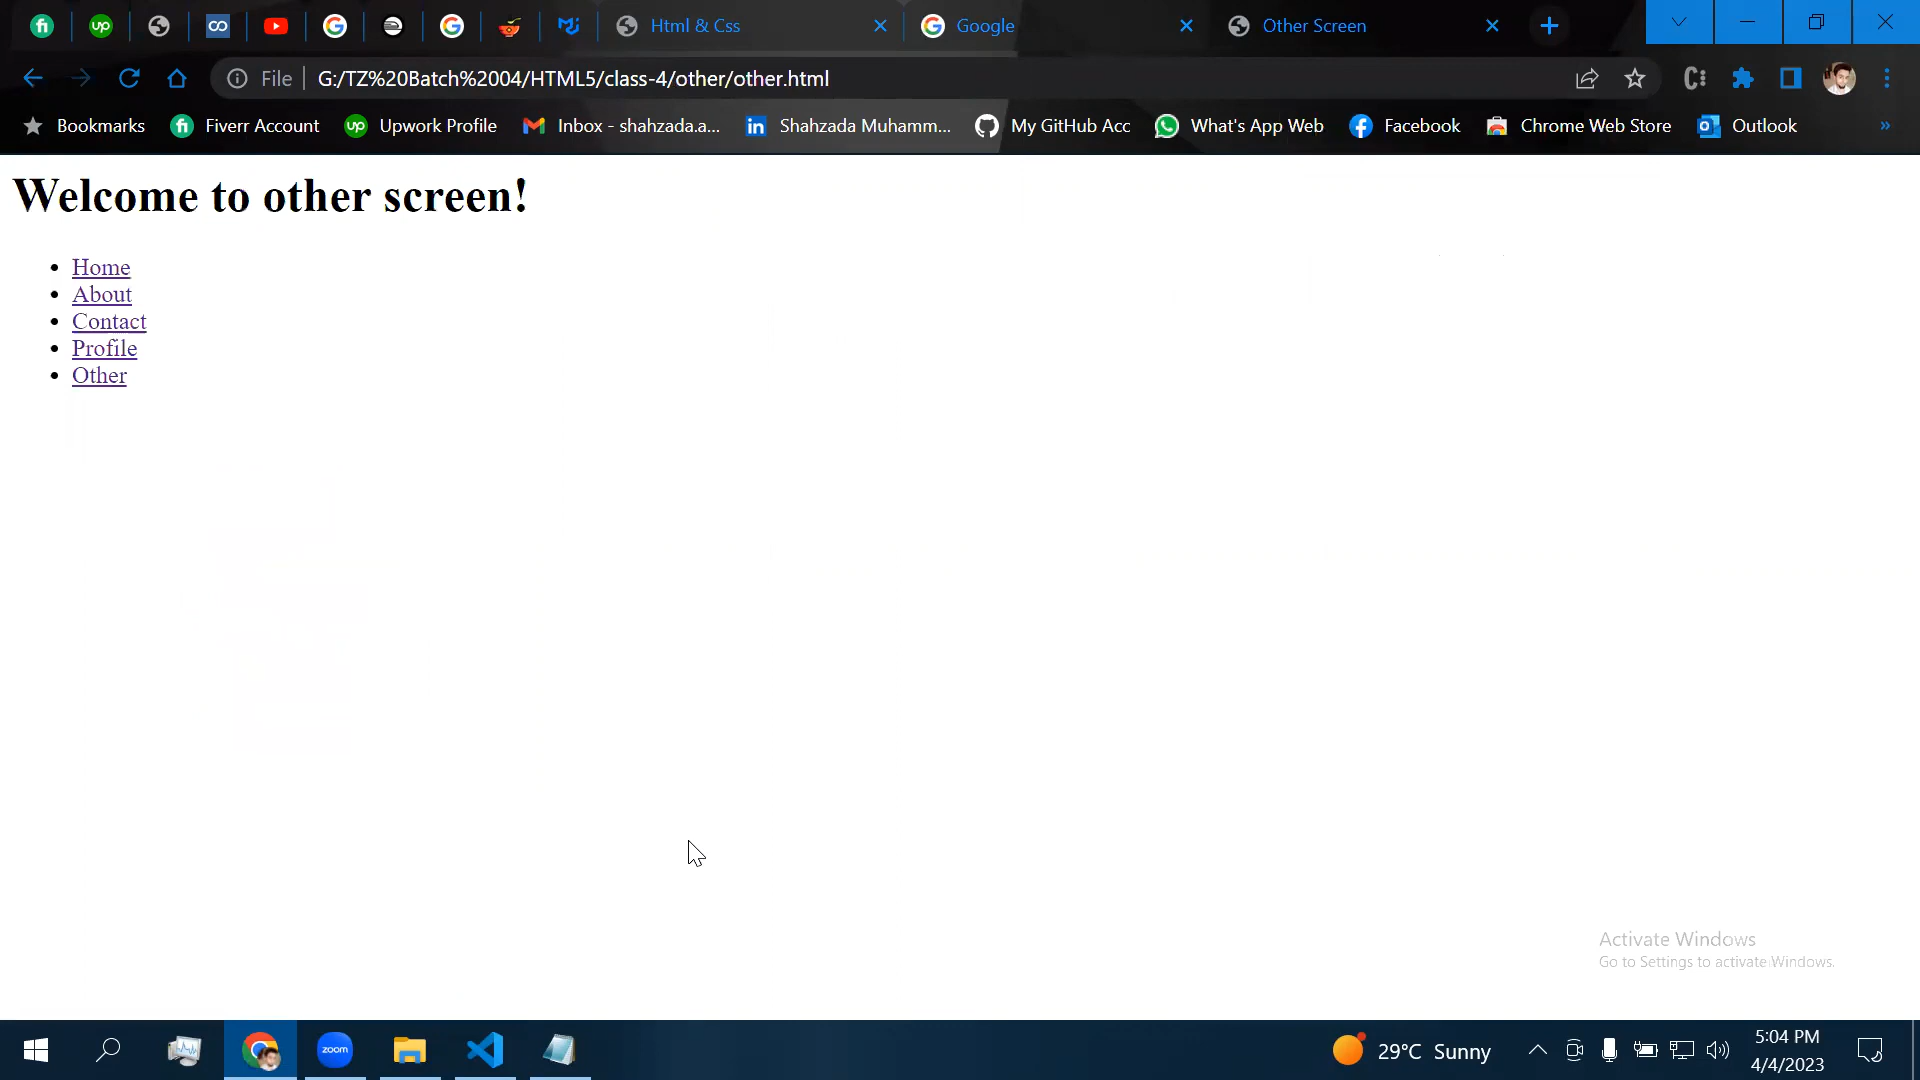 Html & Css
Google
Other Screen
File
G:/TZ%20Batch%2004/HTML5/class-4/other/other.html
Bookmarks
Fiverr Account
Upwork Profile
Inbox - shahzada.a...
Shahzada Muhamm...
My GitHub Acc
What's App Web
Facebook
Chrome Web Store
Outlook
Welcome to other screen!
Home
About
Contact
Profile
Other
Activate Windows
Go to Settings to activate Windows.
zoom
29°C Sunny
5:04 PM
4/4/2023